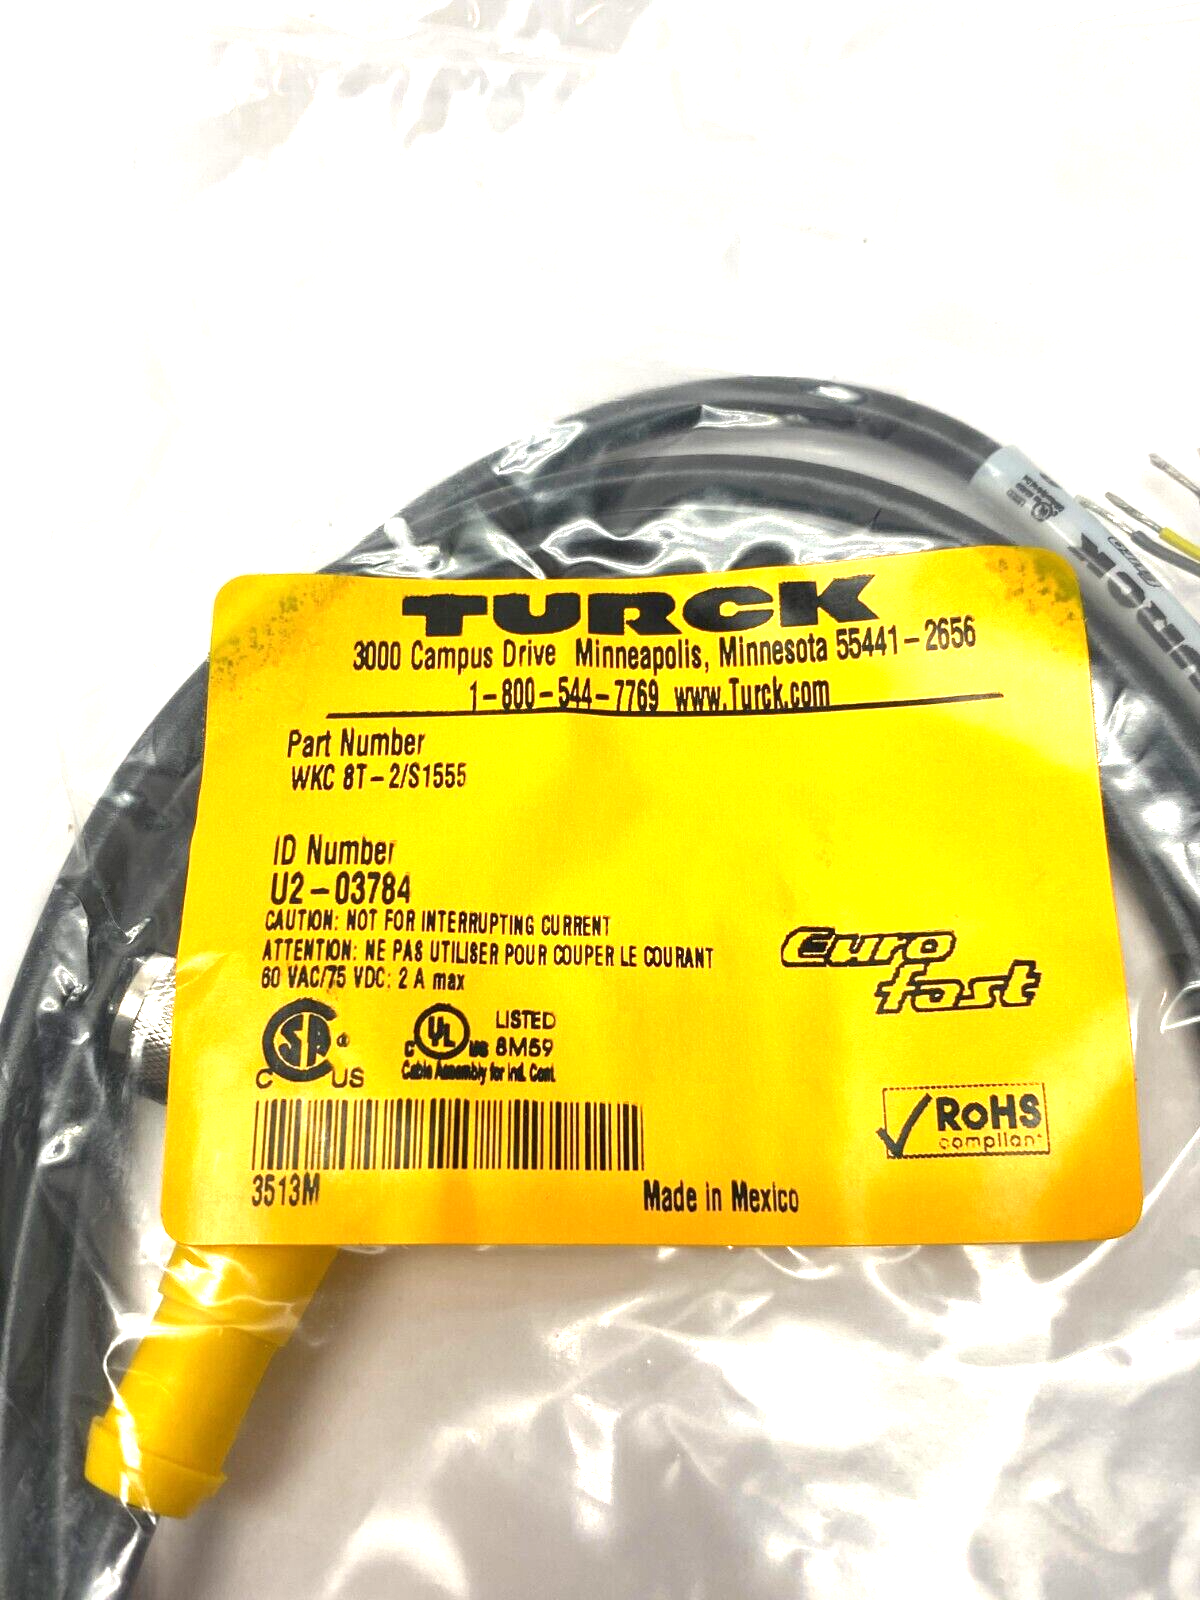 TURCK
3000 Campus Drive Minneapolis, Minnesota 55441-2656
1-800-544-7769 www.Turck.com
Part Number
WKC 8T-2/S1555
ID Number
U2-03784
CAUTION: NOT FOR INTERRUPTING CURRENT
ATTENTION: NE PAS UTILISER POUR COUPER LE COURANT
60 VAC/75 VDC: 2 A max
Euro
fast
SA
C US
C UL US LISTED
8M59
Cable Assembly for Ind. Cont.
RoHS
compliant
3513M
Made in Mexico